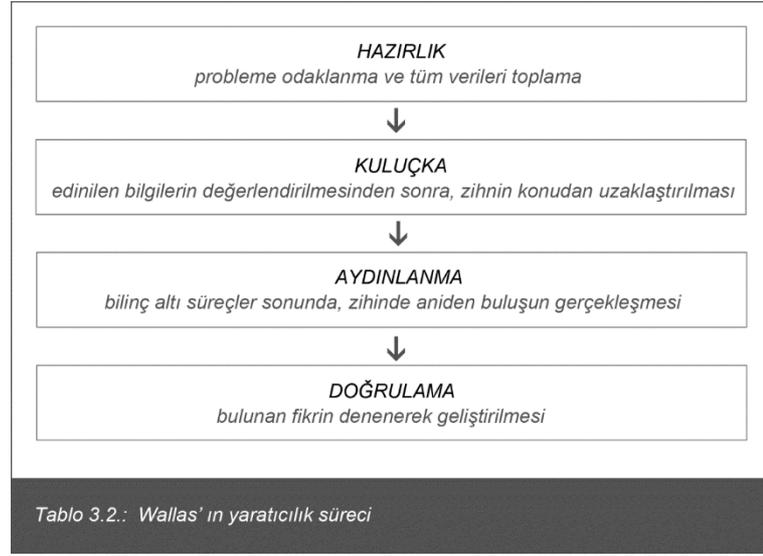 HAZIRLIK
probleme odaklanma ve tüm verileri toplama
KULUÇKA
edinilen bilgilerin değerlendirilmesinden sonra, zihnin konudan uzaklaştırılması
AYDINLANMA
bilinç altı süreçler sonunda, zihinde aniden buluşun gerçekleşmesi
DOĞRULAMA
bulunan fikrin denenerek geliştirilmesi
Tablo 3.2.: Wallas' ın yaratıcılık süreci